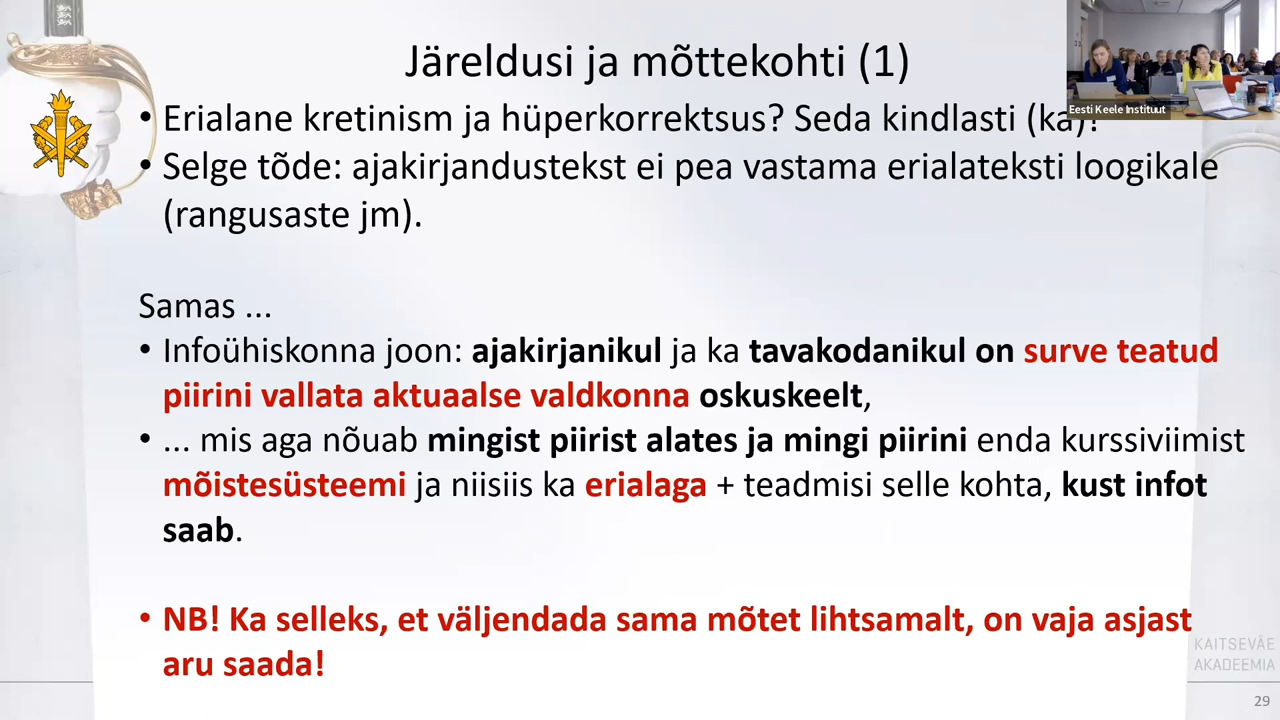 Järeldusi ja mõttekohti (1)
Eesti Keele Instituut
• Erialane kretinism ja hüperkorrektsus? Seda kindlasti (ka)!
• Selge tõde: ajakirjandustekst ei pea vastama erialateksti loogikale
(rangusaste jm).
Samas ...
• Infoühiskonna joon: ajakirjanikul ja ka tavakodanikul on surve teatud
piirini vallata aktuaalse valdkonna oskuskeelt,
• ... mis aga nõuab mingist piirist alates ja mingi piirini enda kurssiviimist
mõistesüsteemi ja niisiis ka erialaga + teadmisi selle kohta, kust infot
saab.
• NB! Ka selleks, et väljendada sama mõtet lihtsamalt, on vaja asjast
aru saada!
KAITSEVÄE
AKADEEMIA
29